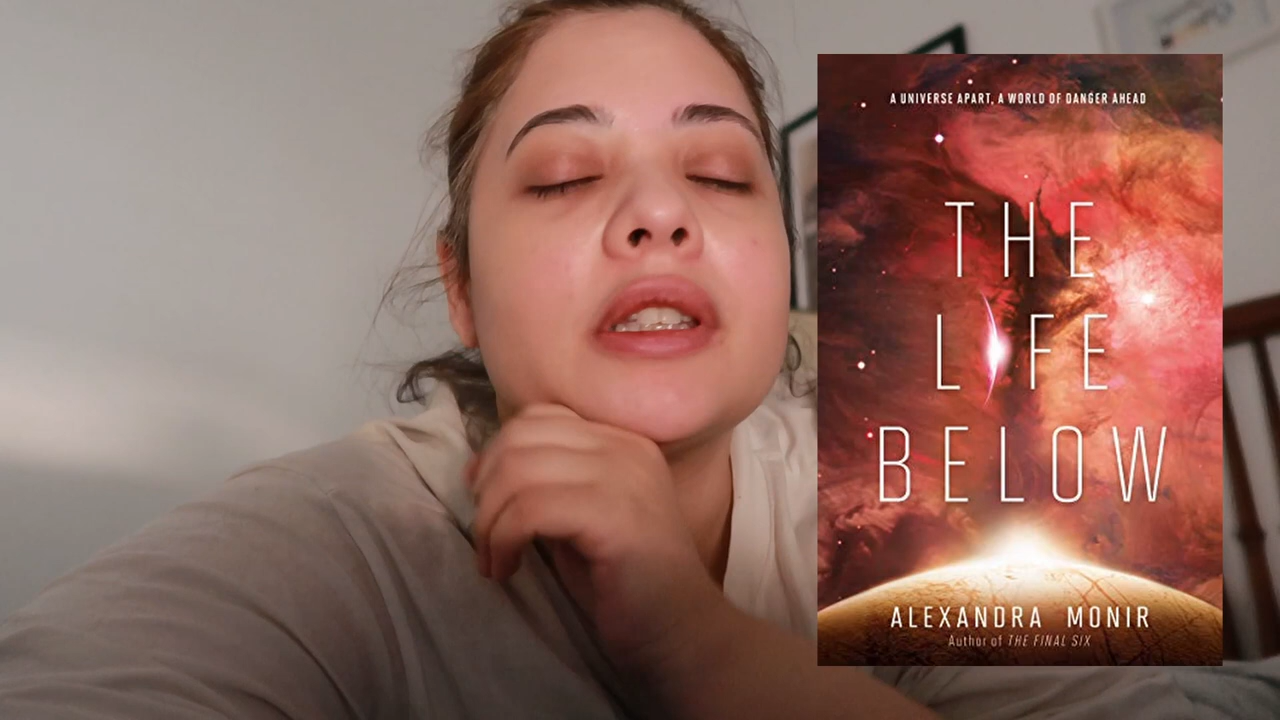 A UNIVERSE APART, A WORLD OF DANGER AHEAD
THE
LIFE
BELOW
ALEXANDRA MONIR
Author of THE FINAL SIX